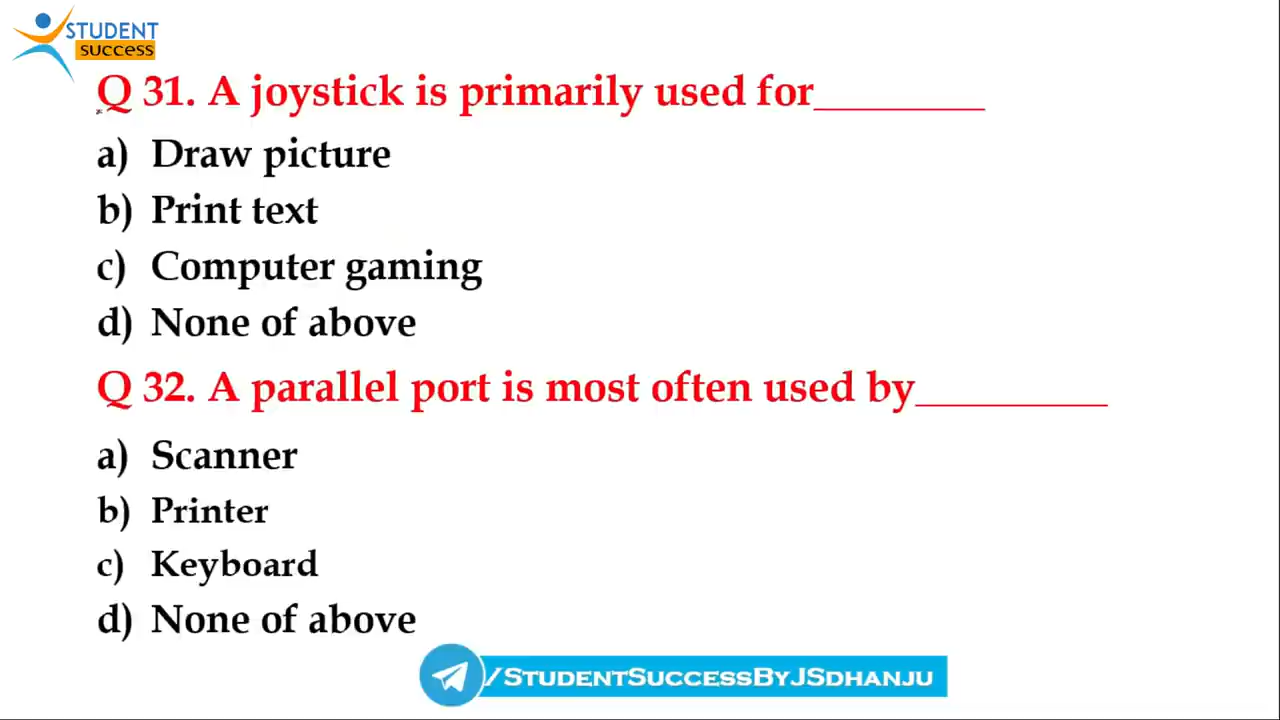 STUDENT
success
Q 31. A joystick is primarily used for________
a) Draw picture
b) Print text
c) Computer gaming
d) None of above
Q 32. A parallel port is most often used by_________
a) Scanner
b) Printer
c) Keyboard
d) None of above
/StudentSuccessByJSdhanju